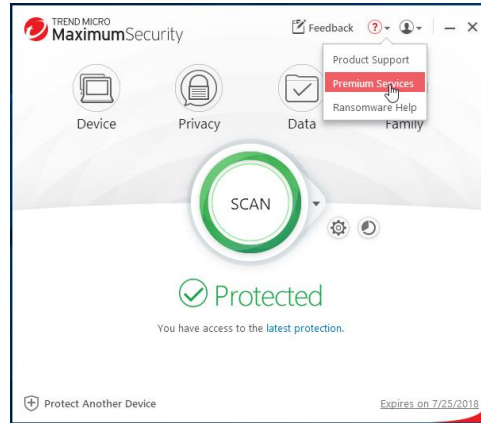 TREND MICRO
MaximumSecurity
Feedback
?
Product Support
Premium Services
Ransomware Help
Device
Privacy
Data
Family
SCAN
Protected
You have access to the latest protection.
Protect Another Device
Expires on 7/25/2018